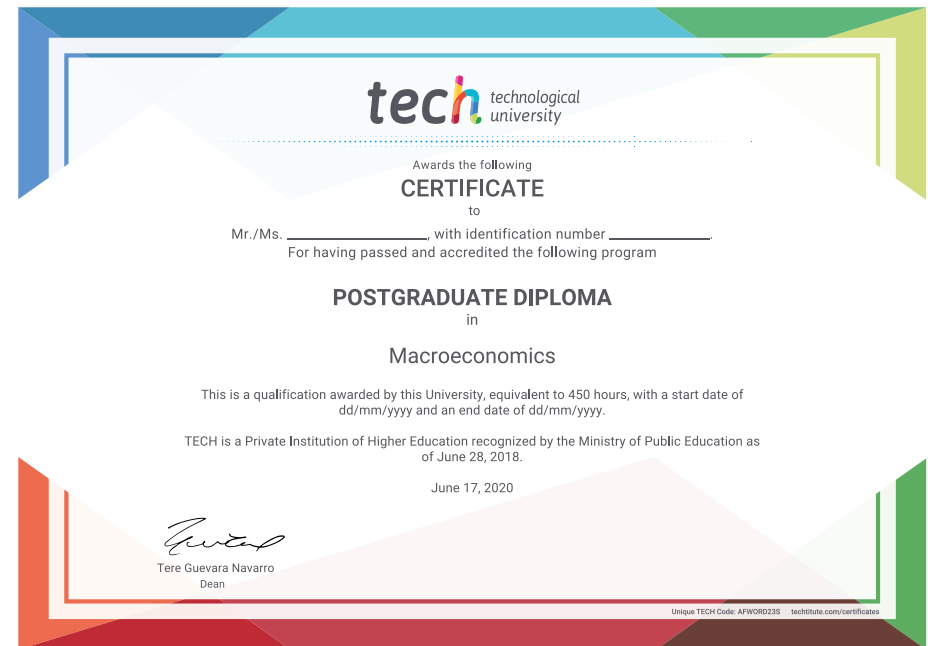 tech technological
university
Awards the following
CERTIFICATE
to
Mr./Ms. ____________________, with identification number ______________.
For having passed and accredited the following program
POSTGRADUATE DIPLOMA
in
Macroeconomics
This is a qualification awarded by this University, equivalent to 450 hours, with a start date of
dd/mm/yyyy and an end date of dd/mm/yyyy.
TECH is a Private Institution of Higher Education recognized by the Ministry of Public Education as
of June 28, 2018.
June 17, 2020
Tere Guevara Navarro
Dean
Unique TECH Code: AFWORD23S techtitute.com/certificates